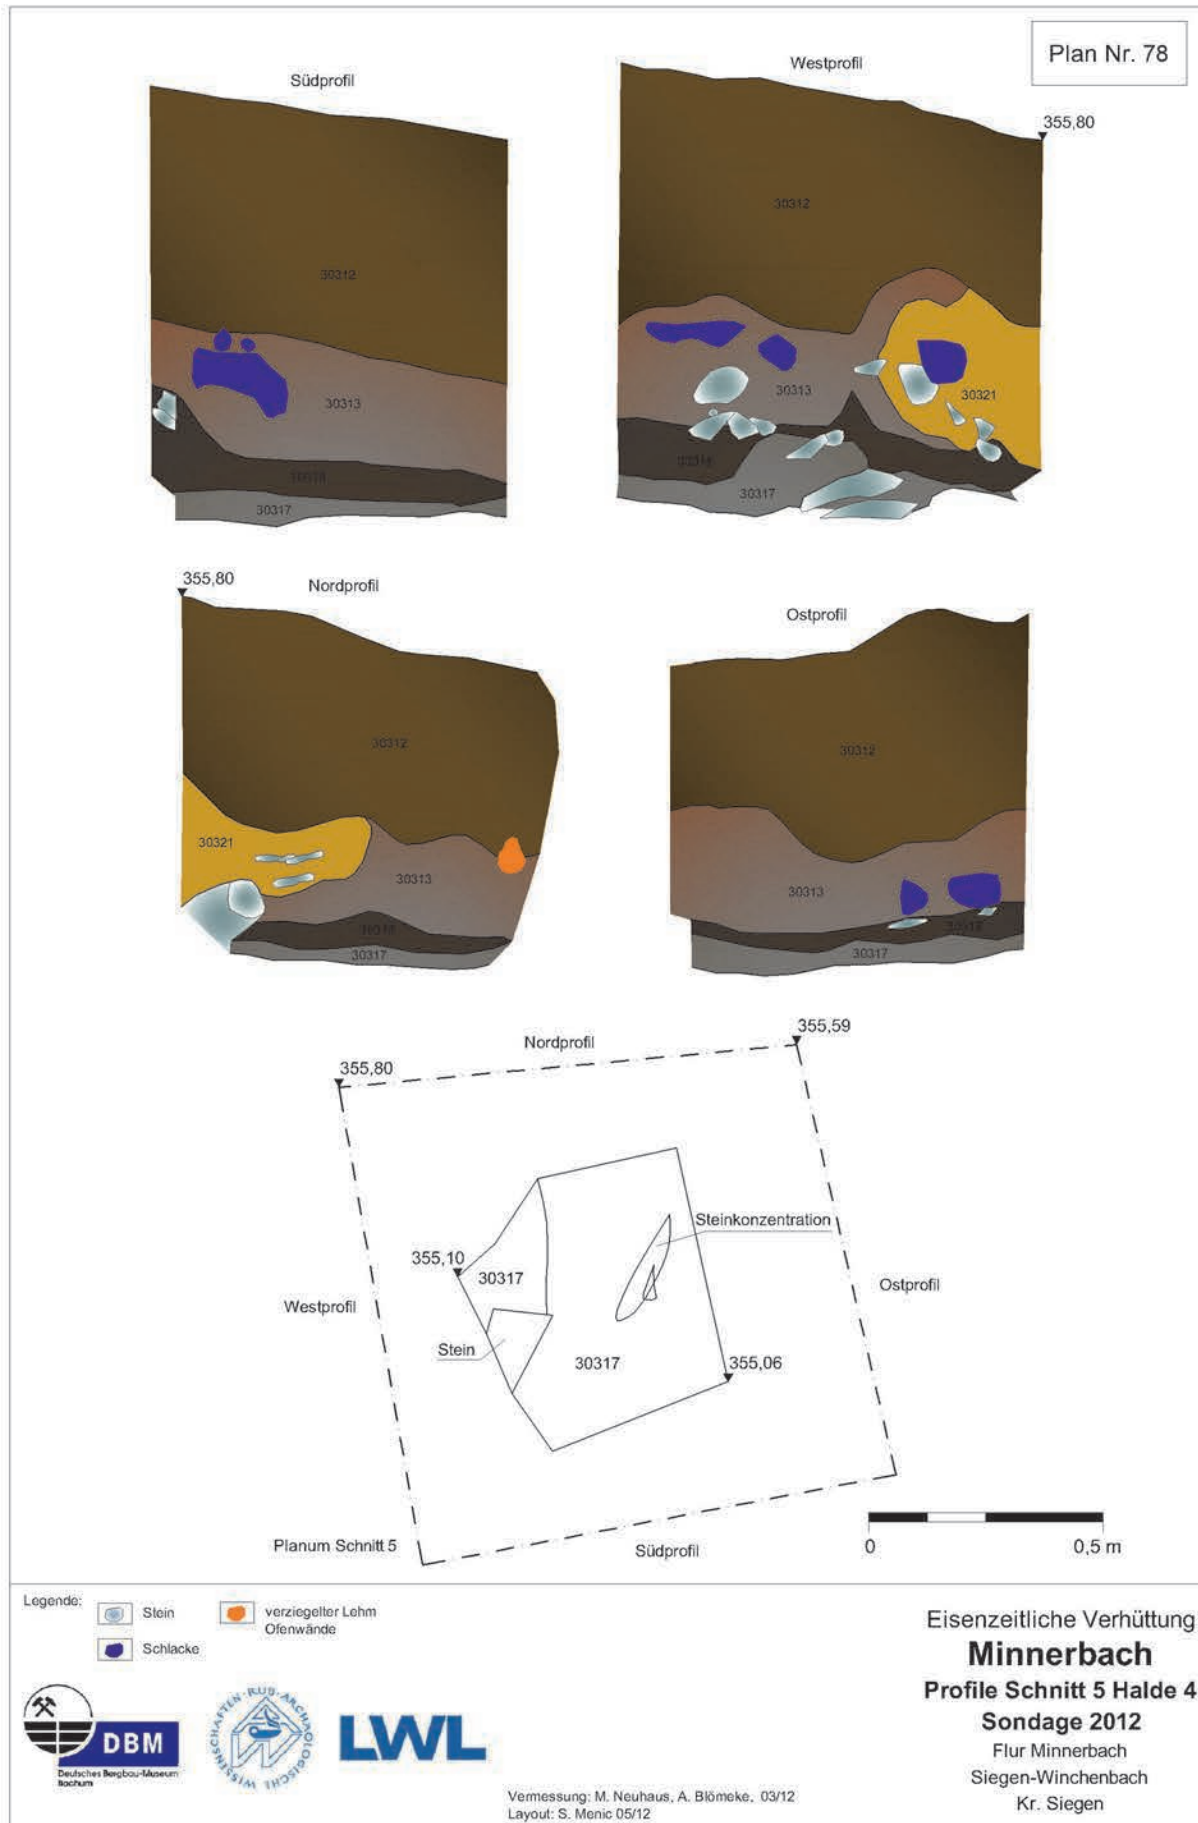 Plan Nr. 78
Südprofil
Westprofil
355,80
30312
30312
30313
30313
30321
30317
30317
355,80
Nordprofil
Ostprofil
30312
30312
30321
30313
30313
30317
30317
Nordprofil
355,59
355,80
Steinkonzentration
355,10
30317
Ostprofil
Westprofil
Stein
30317
355,06
Planum Schnitt 5
Südprofil
0
0,5 m
Legende:
Stein
verziegelter Lehm
Ofenwände
Schlacke
Eisenzeitliche Verhüttung
Minnerbach
Profile Schnitt 5 Halde 4
Sondage 2012
Flur Minnerbach
Siegen-Winchenbach
Kr. Siegen
DBM
Deutsches Bergbau-Museum
Bochum
WISSENSCHAFTEN·RUB·ARCHÄOLOGISCHE
LWL
Vermessung: M. Neuhaus, A. Blömeke, 03/12
Layout: S. Menic 05/12